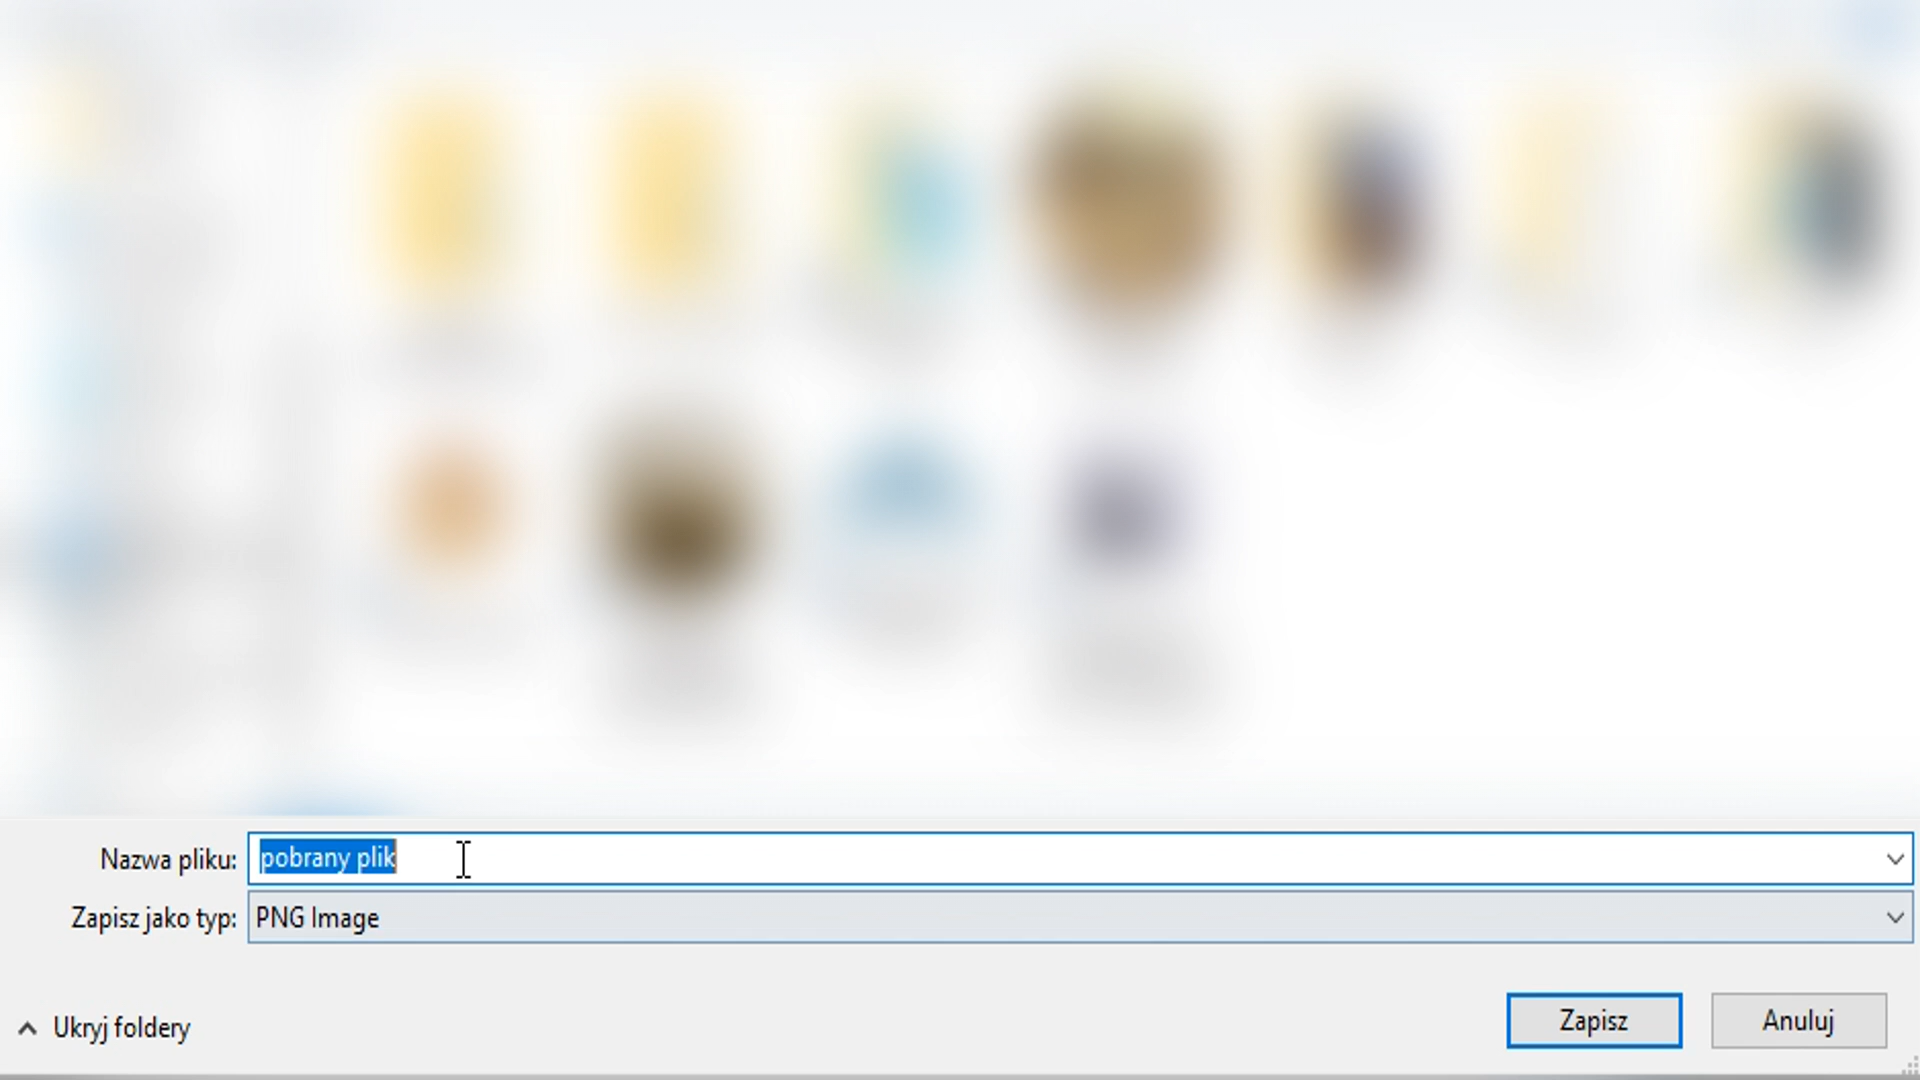 Nazwa pliku: pobrany plik
Zapisz jako typ: PNG Image
Ukryj foldery
Zapisz
Anuluj